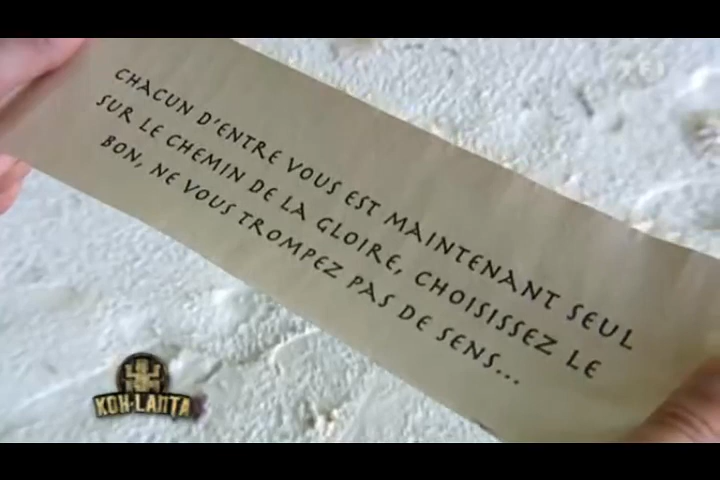 TF1
CHACUN D'ENTRE VOUS EST MAINTENANT SEUL
SUR LE CHEMIN DE LA GLOIRE, CHOISISSEZ LE
BON, NE VOUS TROMPEZ PAS DE SENS...
KOH-LANTA